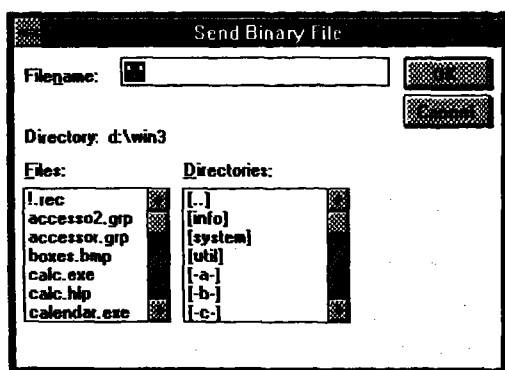 Send Binary File
Filename:
OK
Cancel
Directory: d:\win3
Files:
Directories:
!.rec
accesso2.grp
accessor.grp
boxes.bmp
calc.exe
calc.hlp
calendar.exe
[..]
[info]
[system]
[util]
[-a-]
[-b-]
[-c-]